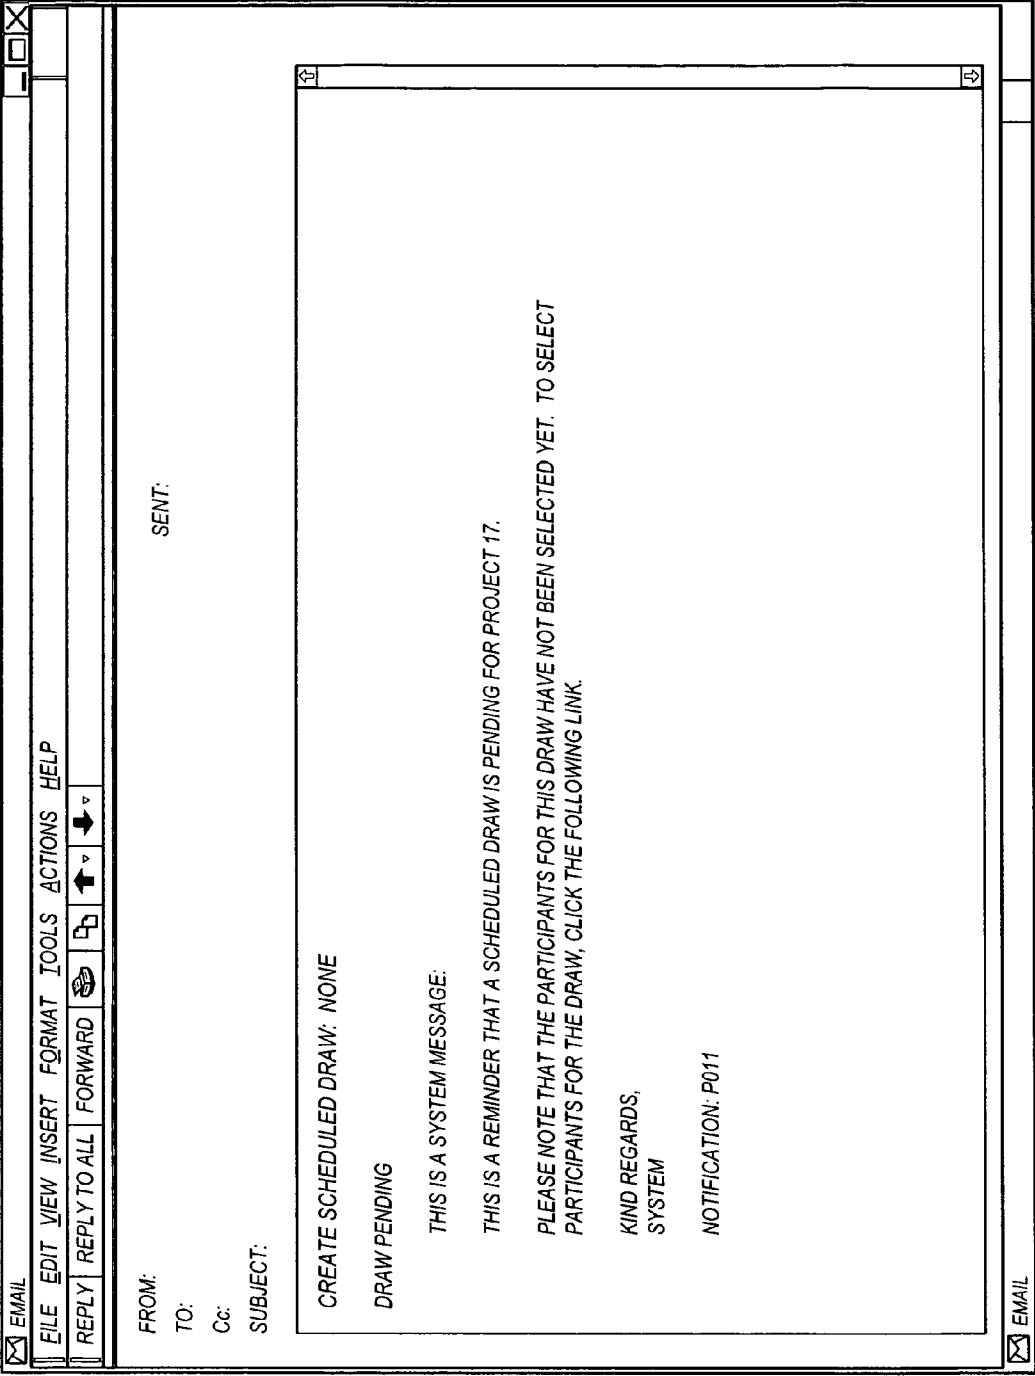 EMAIL
FILE EDIT VIEW INSERT FORMAT TOOLS ACTIONS HELP
REPLY REPLY TO ALL FORWARD
FROM:
SENT:
TO:
Cc:
SUBJECT:
CREATE SCHEDULED DRAW: NONE
DRAW PENDING
THIS IS A SYSTEM MESSAGE:
THIS IS A REMINDER THAT A SCHEDULED DRAW IS PENDING FOR PROJECT 17.
PLEASE NOTE THAT THE PARTICIPANTS FOR THIS DRAW HAVE NOT BEEN SELECTED YET. TO SELECT
PARTICIPANTS FOR THE DRAW, CLICK THE FOLLOWING LINK.
KIND REGARDS,
SYSTEM
NOTIFICATION: P011
EMAIL